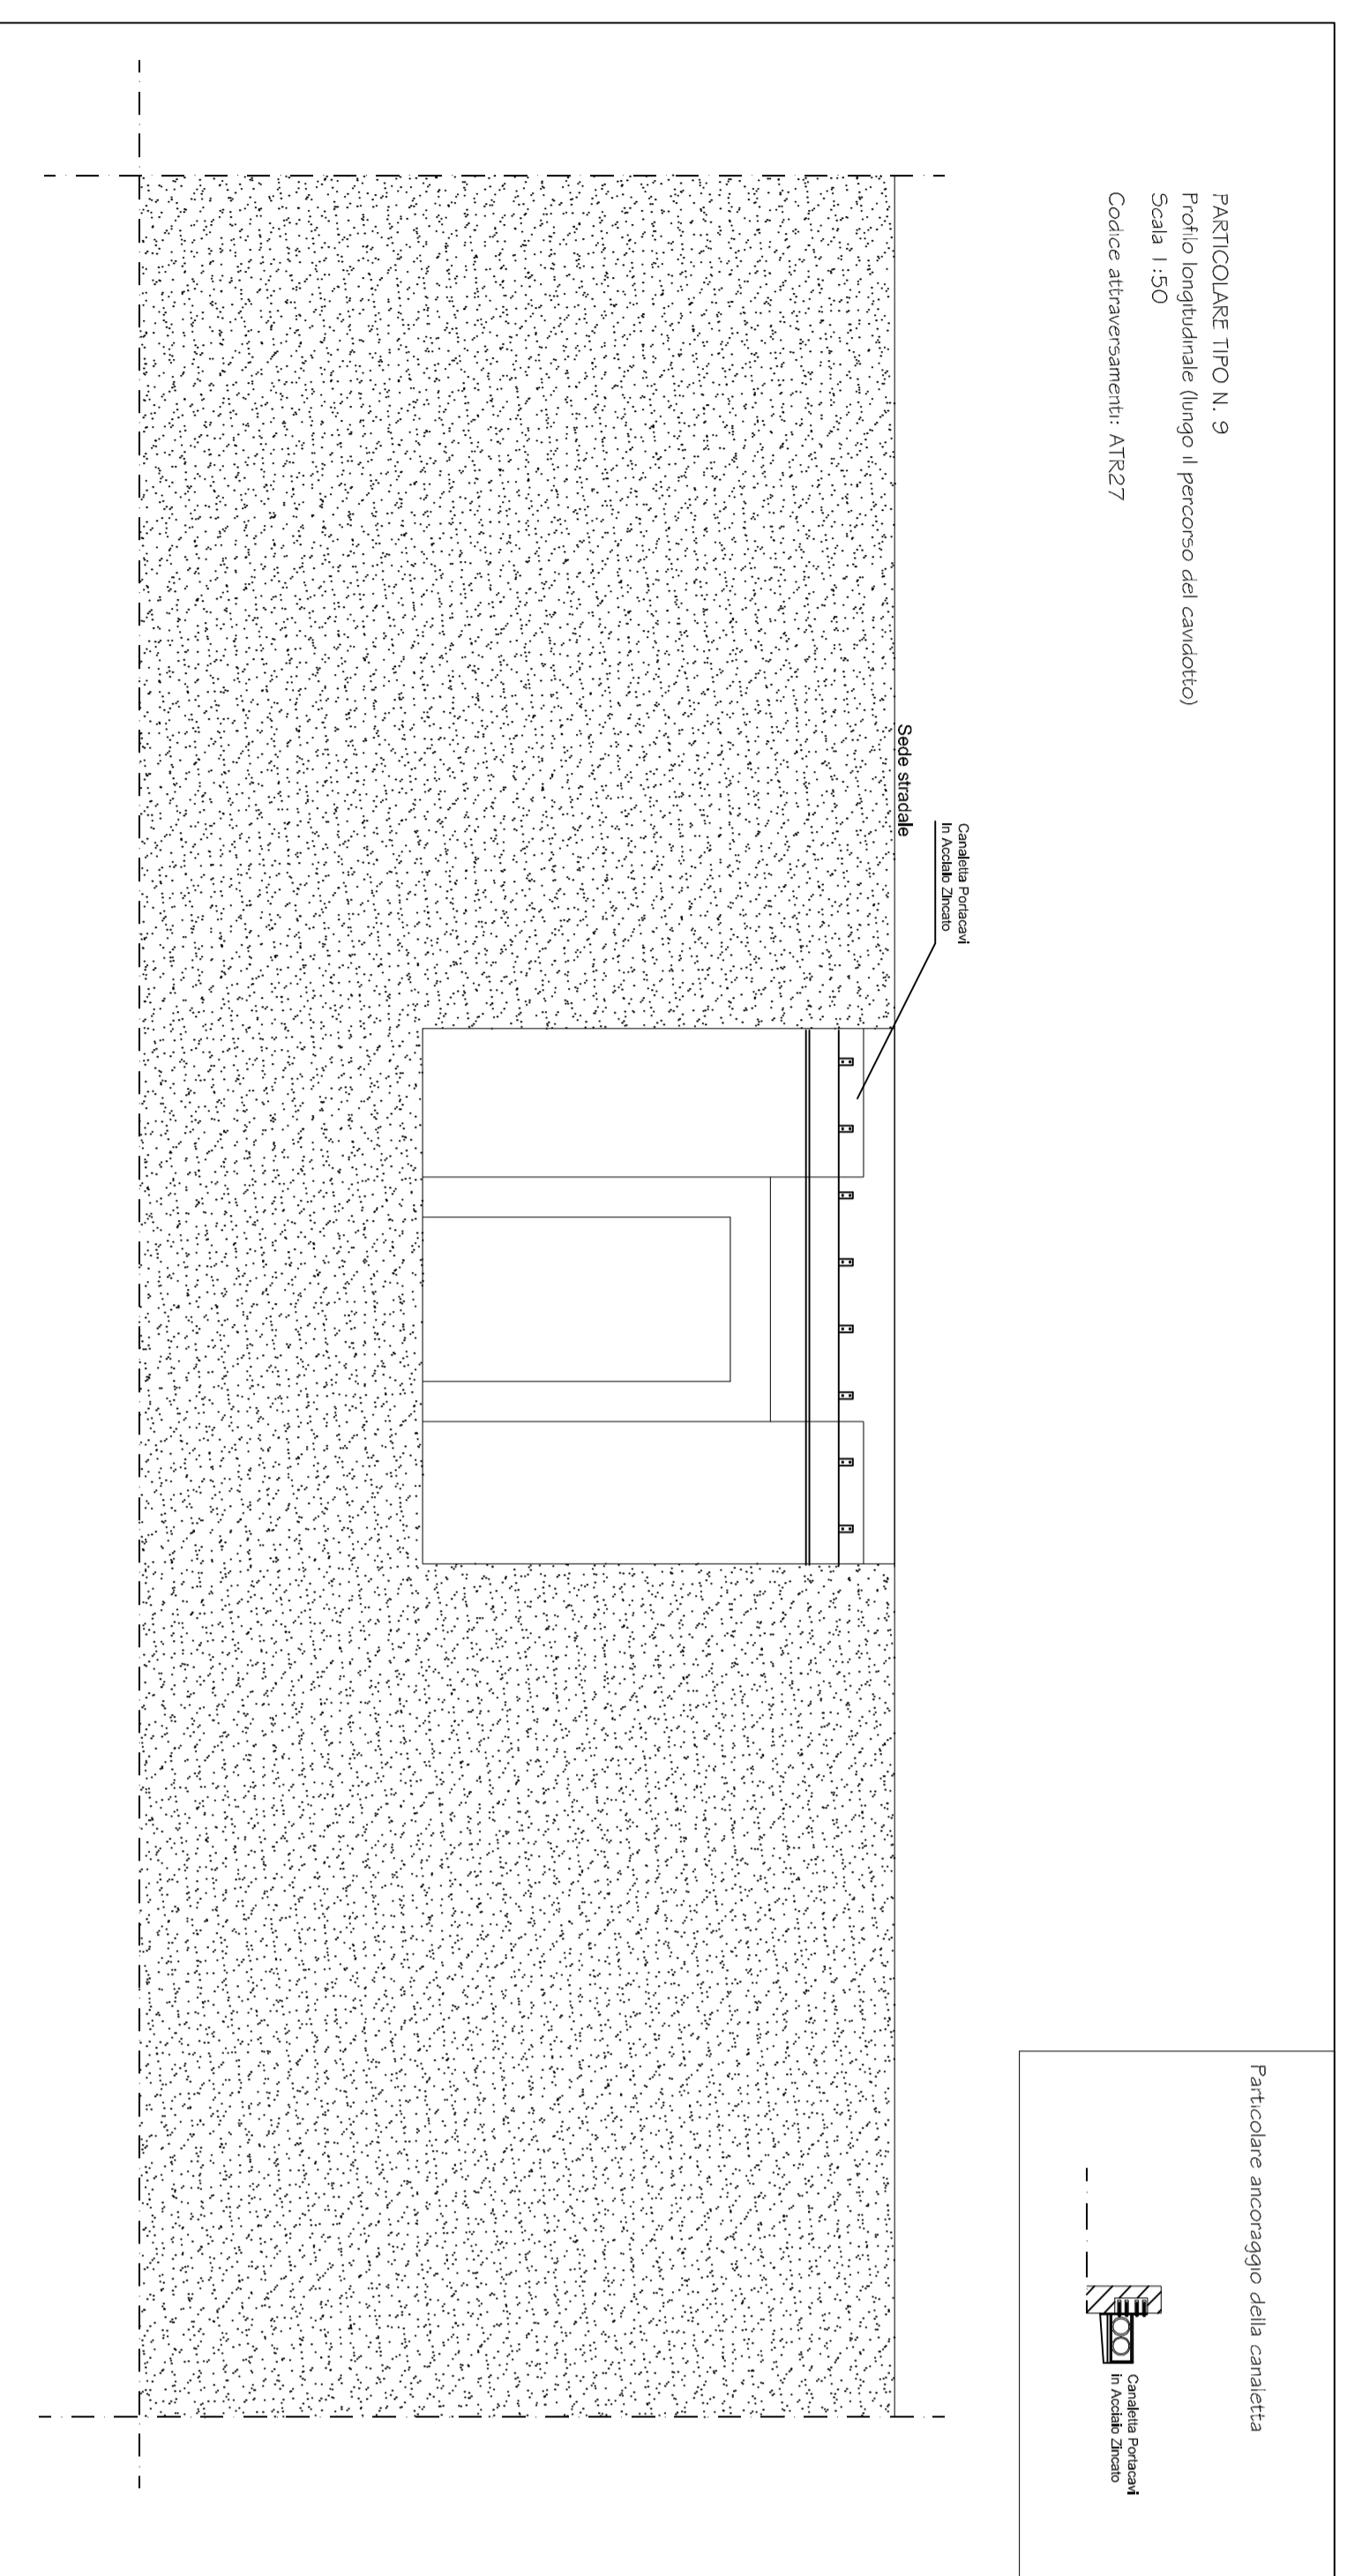 PARTICOLARE TIPO N. 9
Profilo longitudinale (lungo il percorso del cavidotto)
Scala 1:50
Codice attraversamenti: ATR27
Canaletta Portacavi
In Acciaio Zincato
Sede stradale
Particolare ancoraggio della canaletta
Canaletta Portacavi
in Acciaio Zincato